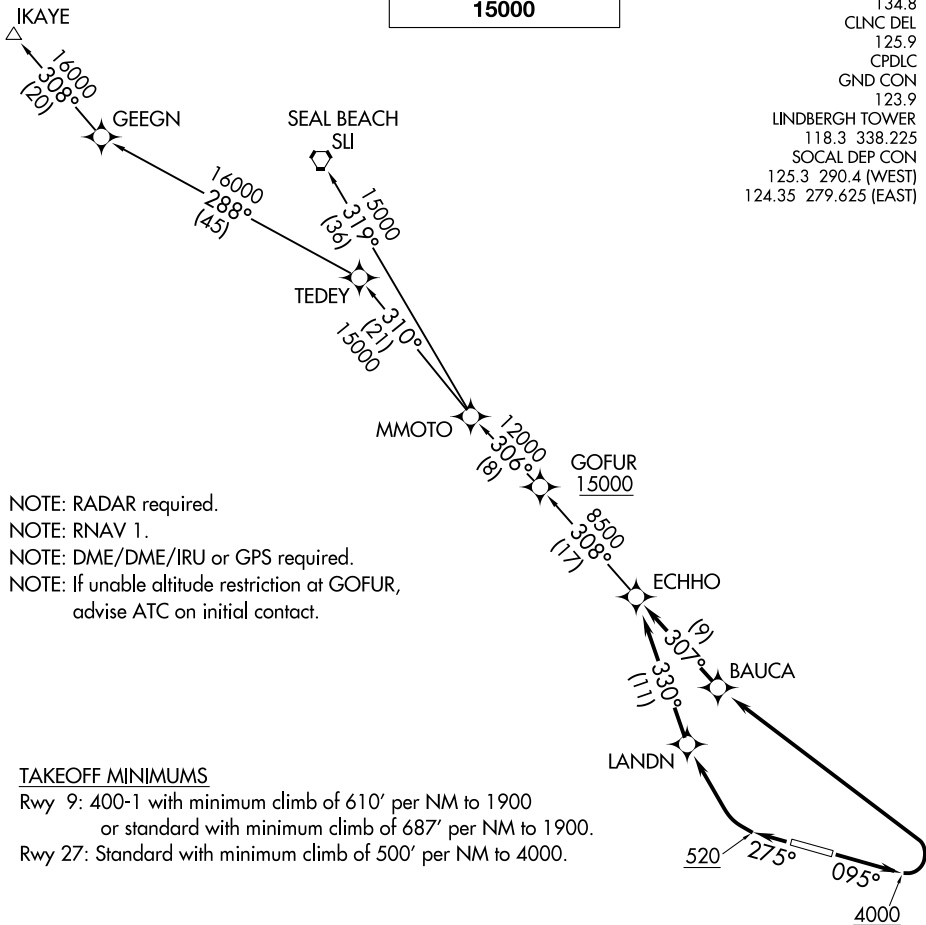 IKAYE
15000
134.8
CLNC DEL
125.9
CPDLC
GND CON
123.9
LINDBERGH TOWER
118.3 338.225
SOCAL DEP CON
125.3 290.4 (WEST)
124.35 279.625 (EAST)
16000
308°
(20)
GEEGN
SEAL BEACH
SLI
16000
288°
(45)
15000
319°
(36)
TEDEY
310°
(21)
15000
MMOTO
12000
306°
(8)
GOFUR
15000
8500
308°
(17)
NOTE: RADAR required.
NOTE: RNAV 1.
NOTE: DME/DME/IRU or GPS required.
NOTE: If unable altitude restriction at GOFUR,
advise ATC on initial contact.
ECHHO
(9)
307°
BAUCA
330°
(11)
LANDN
TAKEOFF MINIMUMS
Rwy 9: 400-1 with minimum climb of 610' per NM to 1900
or standard with minimum climb of 687' per NM to 1900.
Rwy 27: Standard with minimum climb of 500' per NM to 4000.
520
275°
095°
4000